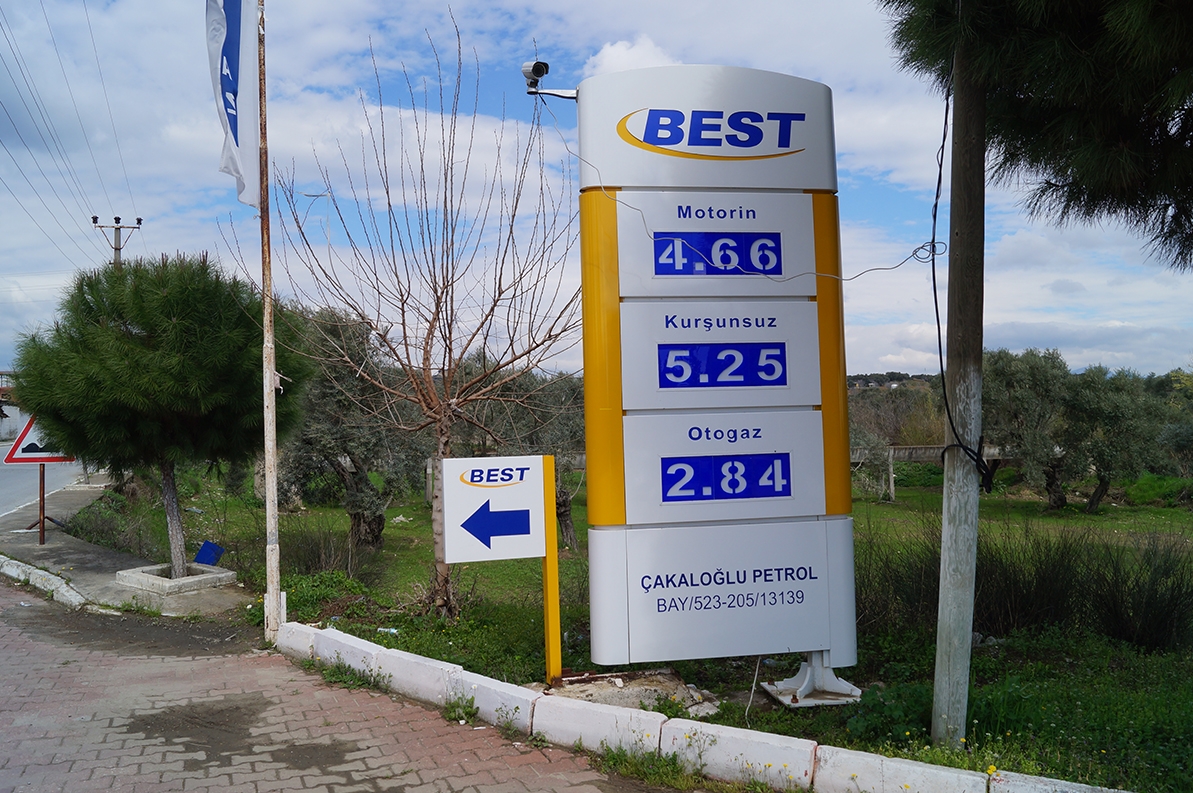 BEST
Motorin
4.66
Kurşunsuz
5.25
Otogaz
2.84
ÇAKALOĞLU PETROL
BAY/523-205/13139
BEST